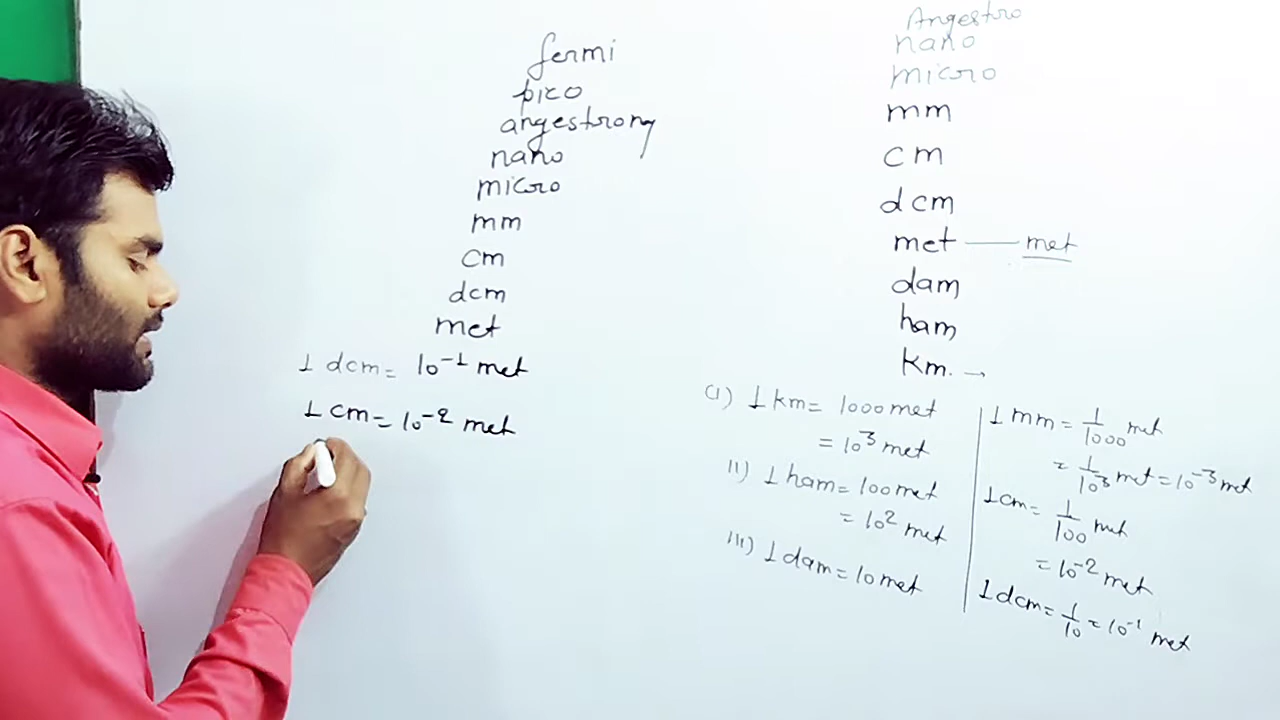 fermi
pico
angestrong
nano
micro
mm
cm
dcm
met
1 dcm = 10⁻¹ met
1 cm = 10⁻² met
Angestro
nano
micro
mm
cm
dcm
met — met
dam
ham
km. →
(1) 1 km = 1000 met
= 10³ met
11) 1 ham = 100 met
= 10² met
111) 1 dam = 10 met
1 mm = 1/1000 met
= 1/10³ met = 10⁻³ met
1 cm = 1/100 met
= 10⁻² met
1 dcm = 1/10 = 10⁻¹ met